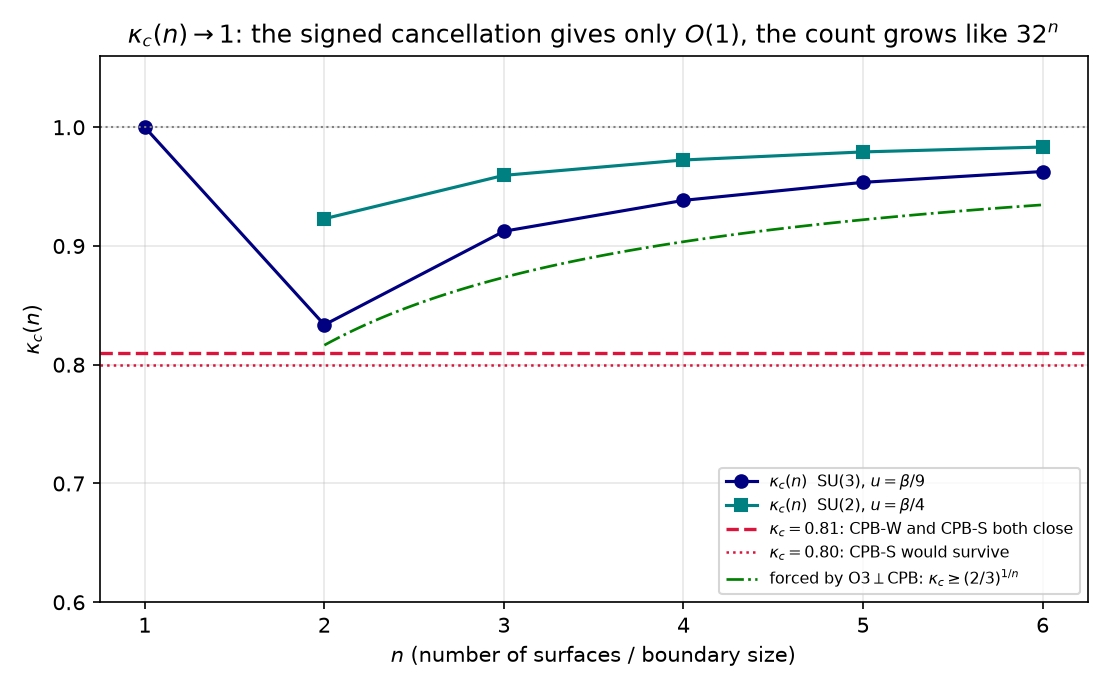 κ_c(n) → 1: the signed cancellation gives only O(1), the count grows like 32ⁿ
κ_c(n)
1.0
0.9
0.8
0.7
0.6
κ_c(n) SU(3), u = β/9
κ_c(n) SU(2), u = β/4
κ_c = 0.81: CPB-W and CPB-S both close
κ_c = 0.80: CPB-S would survive
forced by O3 ⊥ CPB: κ_c ≥ (2/3)^{1/n}
1 2 3 4 5 6
n (number of surfaces / boundary size)